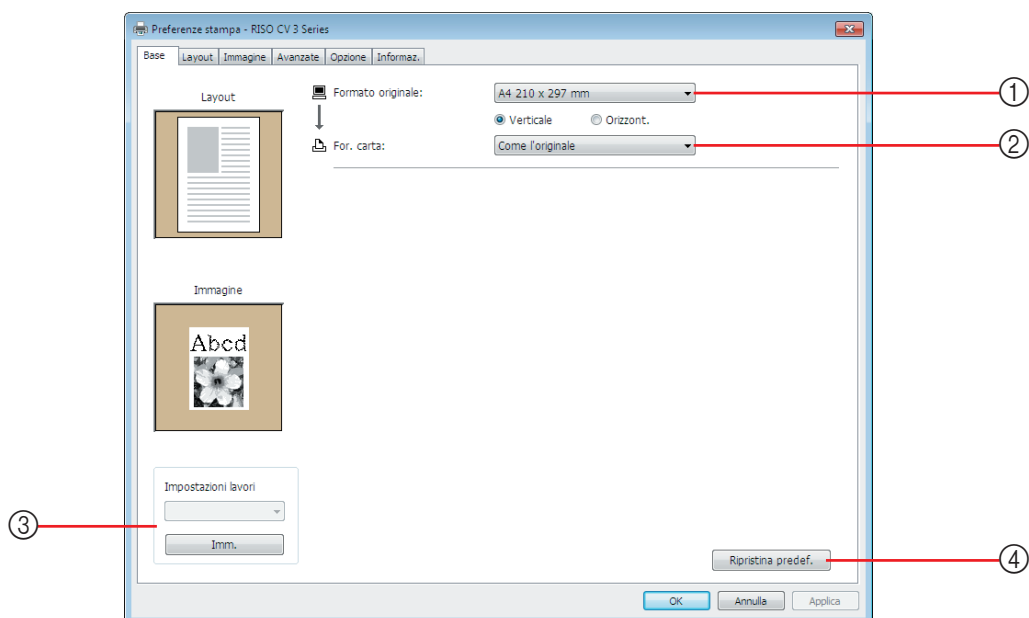 Preferenze stampa - RISO CV 3 Series
Base Layout Immagine Avanzate Opzione Informaz.
Layout
Formato originale: A4 210 x 297 mm ①
Verticale Orizzont.
For. carta: Come l'originale ②
Immagine
Abcd
Impostazioni lavori
③
Imm.
Ripristina predef. ④
OK Annulla Applica